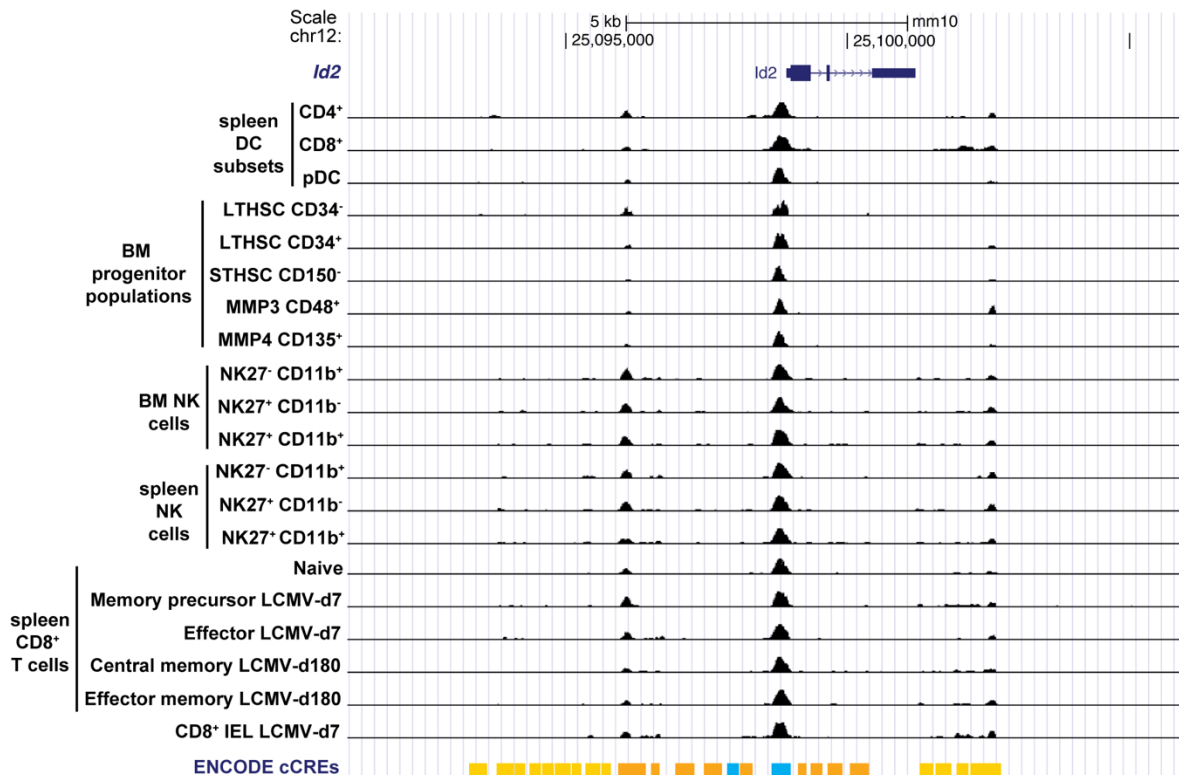 Scale 5 kb mm10
chr12: |25,095,000 |25,100,000 |
Id2 Id2
spleen DC subsets
CD4⁺
CD8⁺
pDC
BM progenitor populations
LTHSC CD34⁻
LTHSC CD34⁺
STHSC CD150⁻
MMP3 CD48⁺
MMP4 CD135⁺
BM NK cells
NK27⁻ CD11b⁺
NK27⁺ CD11b⁻
NK27⁺ CD11b⁺
spleen NK cells
NK27⁻ CD11b⁺
NK27⁺ CD11b⁻
NK27⁺ CD11b⁺
spleen CD8⁺ T cells
Naive
Memory precursor LCMV-d7
Effector LCMV-d7
Central memory LCMV-d180
Effector memory LCMV-d180
CD8⁺ IEL LCMV-d7
ENCODE cCREs